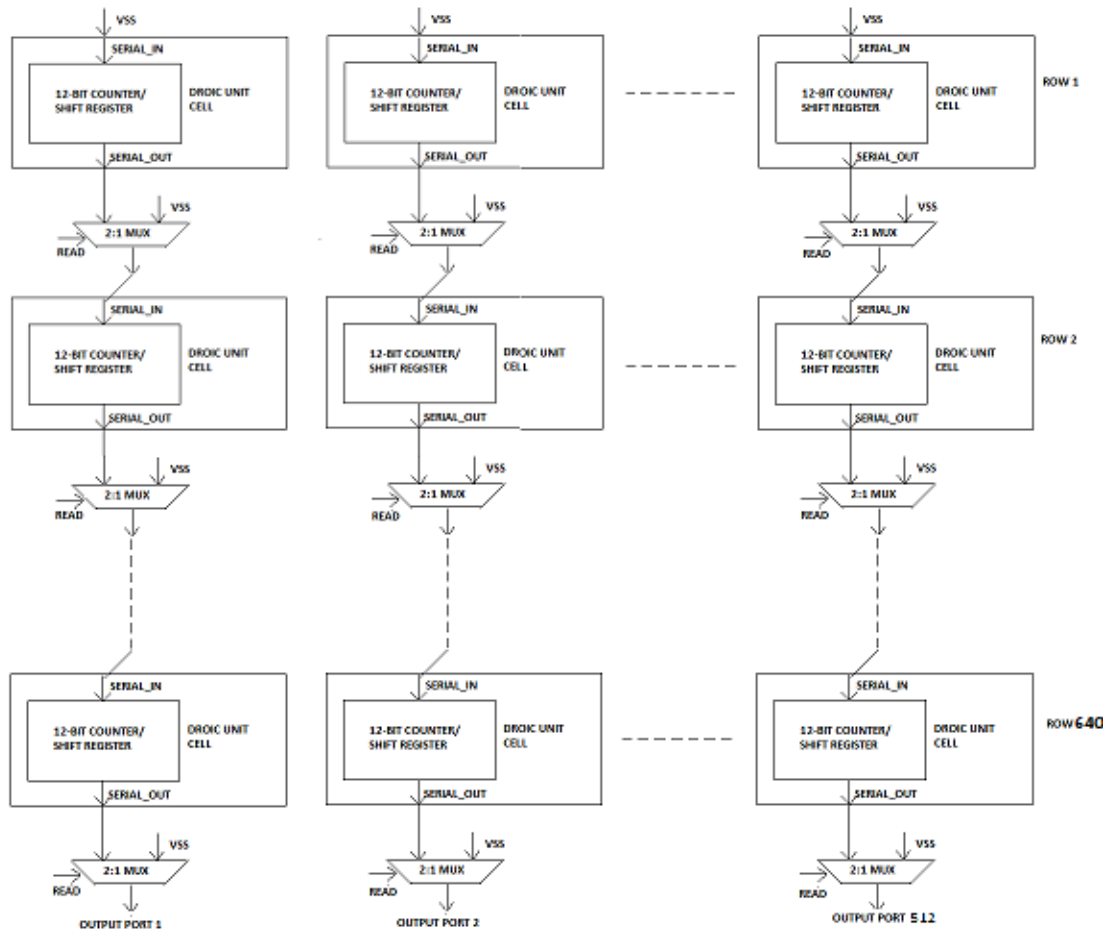 VSS VSS VSS
SERIAL_IN SERIAL_IN SERIAL_IN
12-BIT COUNTER/ DROIC UNIT 12-BIT COUNTER/ DROIC UNIT 12-BIT COUNTER/ DROIC UNIT ROW 1
SHIFT REGISTER CELL SHIFT REGISTER CELL SHIFT REGISTER CELL
SERIAL_OUT SERIAL_OUT SERIAL_OUT
VSS VSS VSS
2:1 MUX 2:1 MUX 2:1 MUX
READ READ READ
SERIAL_IN SERIAL_IN SERIAL_IN
12-BIT COUNTER/ DROIC UNIT 12-BIT COUNTER/ DROIC UNIT 12-BIT COUNTER/ DROIC UNIT ROW 2
SHIFT REGISTER CELL SHIFT REGISTER CELL SHIFT REGISTER CELL
SERIAL_OUT SERIAL_OUT SERIAL_OUT
VSS VSS VSS
2:1 MUX 2:1 MUX 2:1 MUX
READ READ READ
SERIAL_IN SERIAL_IN SERIAL_IN
12-BIT COUNTER/ DROIC UNIT 12-BIT COUNTER/ DROIC UNIT 12-BIT COUNTER/ DROIC UNIT ROW 640
SHIFT REGISTER CELL SHIFT REGISTER CELL SHIFT REGISTER CELL
SERIAL_OUT SERIAL_OUT SERIAL_OUT
VSS VSS VSS
2:1 MUX 2:1 MUX 2:1 MUX
READ READ READ
OUTPUT PORT 1 OUTPUT PORT 2 OUTPUT PORT 512